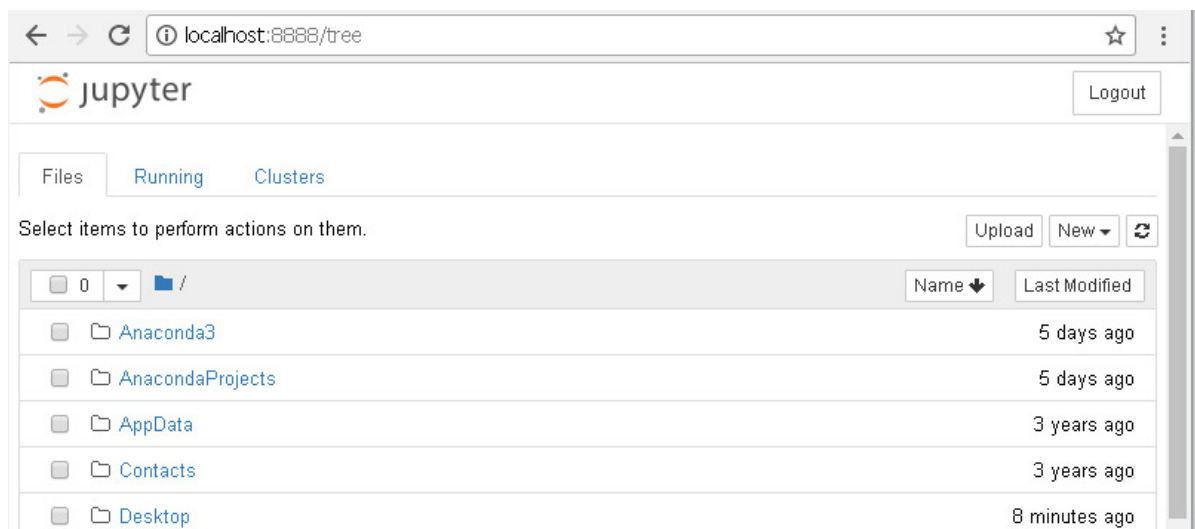 localhost:8888/tree
jupyter
Logout
Files Running Clusters
Select items to perform actions on them.
Upload New
0 / Name Last Modified
Anaconda3 5 days ago
AnacondaProjects 5 days ago
AppData 3 years ago
Contacts 3 years ago
Desktop 8 minutes ago